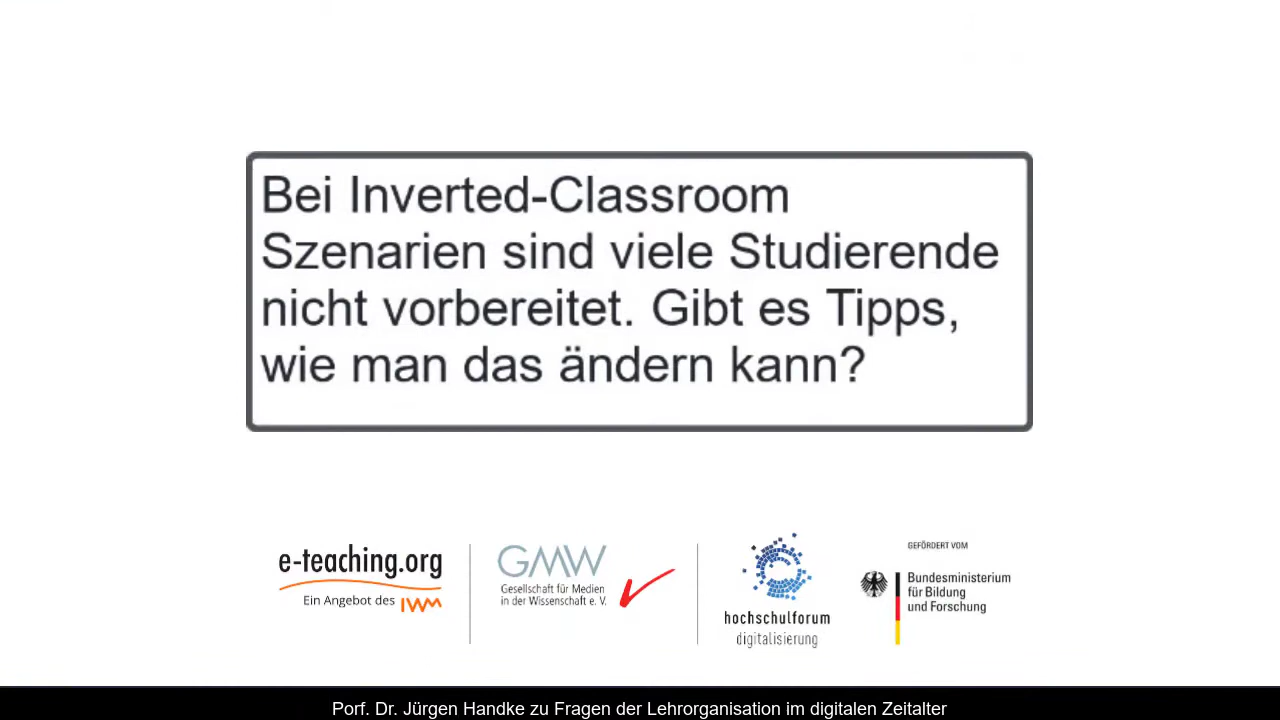 Bei Inverted-Classroom
Szenarien sind viele Studierende
nicht vorbereitet. Gibt es Tipps,
wie man das ändern kann?
e-teaching.org
Ein Angebot des IWM
GMW
Gesellschaft für Medien
in der Wissenschaft e. V.
hochschulforum
digitalisierung
GEFÖRDERT VOM
Bundesministerium
für Bildung
und Forschung
Porf. Dr. Jürgen Handke zu Fragen der Lehrorganisation im digitalen Zeitalter